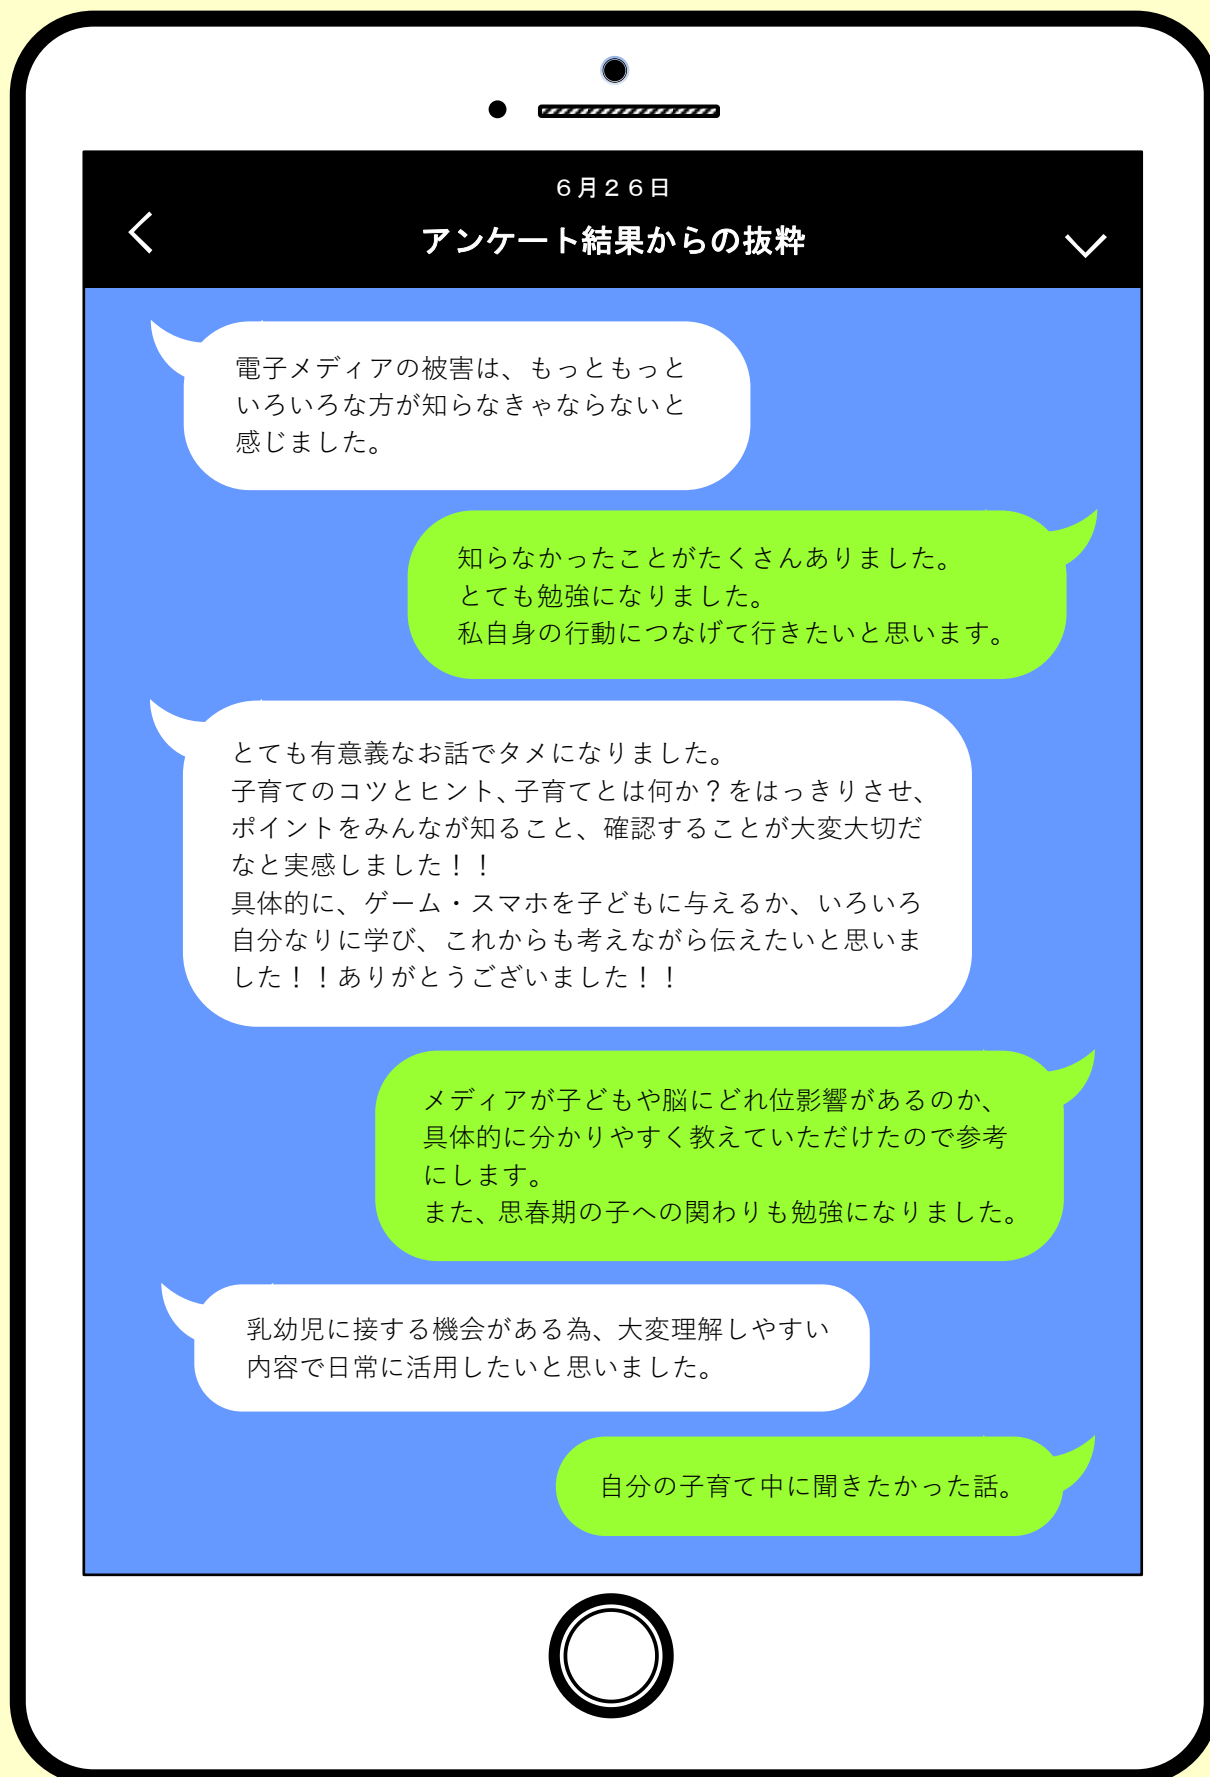 ６月２６日
アンケート結果からの抜粋
電子メディアの被害は、もっともっと
いろいろな方が知らなきゃならないと
感じました。
知らなかったことがたくさんありました。
とても勉強になりました。
私自身の行動につなげて行きたいと思います。
とても有意義なお話でタメになりました。
子育てのコツとヒント、子育てとは何か？をはっきりさせ、
ポイントをみんなが知ること、確認することが大変大切だ
なと実感しました！！
具体的に、ゲーム・スマホを子どもに与えるか、いろいろ
自分なりに学び、これからも考えながら伝えたいと思いま
した！！ありがとうございました！！
メディアが子どもや脳にどれ位影響があるのか、
具体的に分かりやすく教えていただけたので参考
にします。
また、思春期の子への関わりも勉強になりました。
乳幼児に接する機会がある為、大変理解しやすい
内容で日常に活用したいと思いました。
自分の子育て中に聞きたかった話。